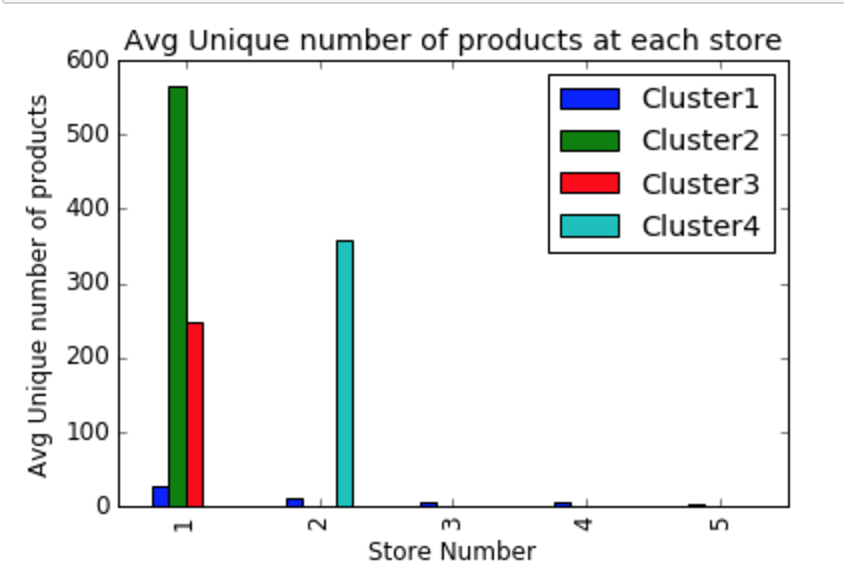 Avg Unique number of products at each store
600
500
400
300
200
100
0
Avg Unique number of products
Cluster1
Cluster2
Cluster3
Cluster4
1 2 3 4 5
Store Number